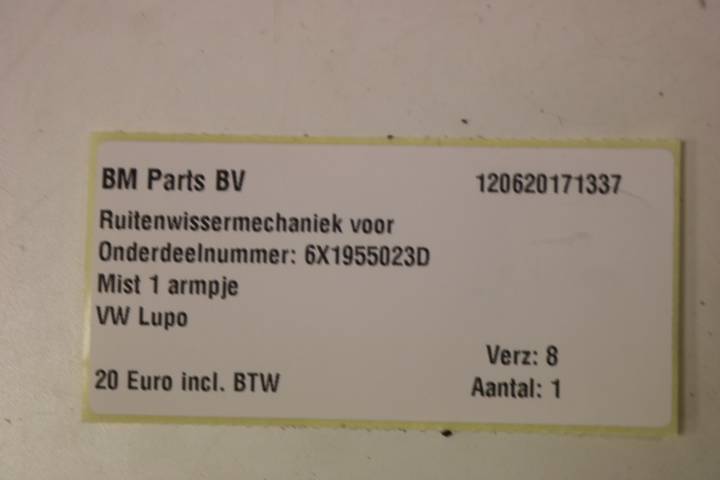 BM Parts BV 120620171337
Ruitenwissermechaniek voor
Onderdeelnummer: 6X1955023D
Mist 1 armpje
VW Lupo
Verz: 8
20 Euro incl. BTW Aantal: 1